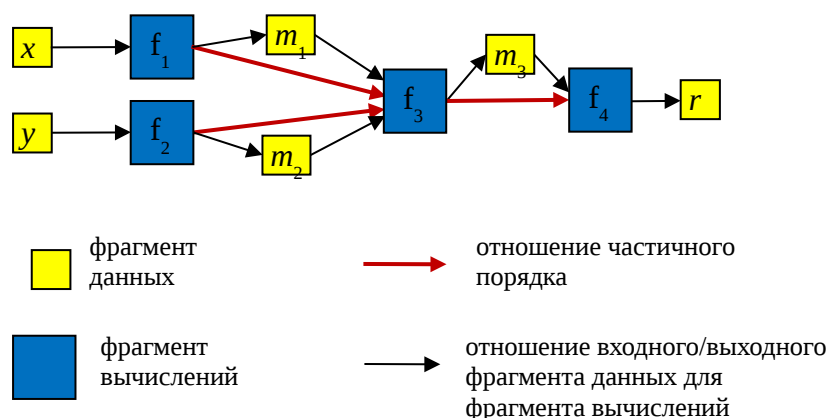 x
f1
m1
m3
f3
f4
r
y
f2
m2
фрагмент
данных
отношение частичного
порядка
фрагмент
вычислений
отношение входного/выходного
фрагмента данных для
фрагмента вычислений